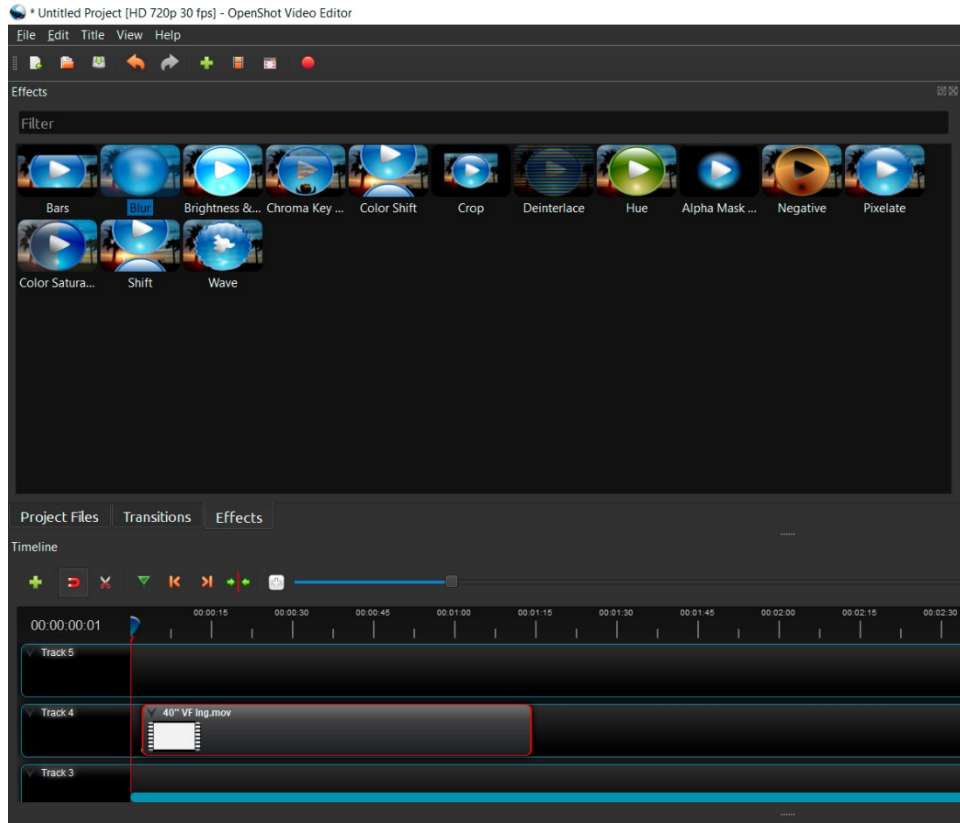 * Untitled Project [HD 720p 30 fps] - OpenShot Video Editor
File Edit Title View Help
Effects
Filter
Bars Blur Brightness &... Chroma Key ... Color Shift Crop Deinterlace Hue Alpha Mask ... Negative Pixelate
Color Satura... Shift Wave
Project Files Transitions Effects
Timeline
00:00:15 00:00:30 00:00:45 00:01:00 00:01:15 00:01:30 00:01:45 00:02:00 00:02:15 00:02:30
00:00:00:01
Track 5
Track 4 40'' VF Ing.mov
Track 3